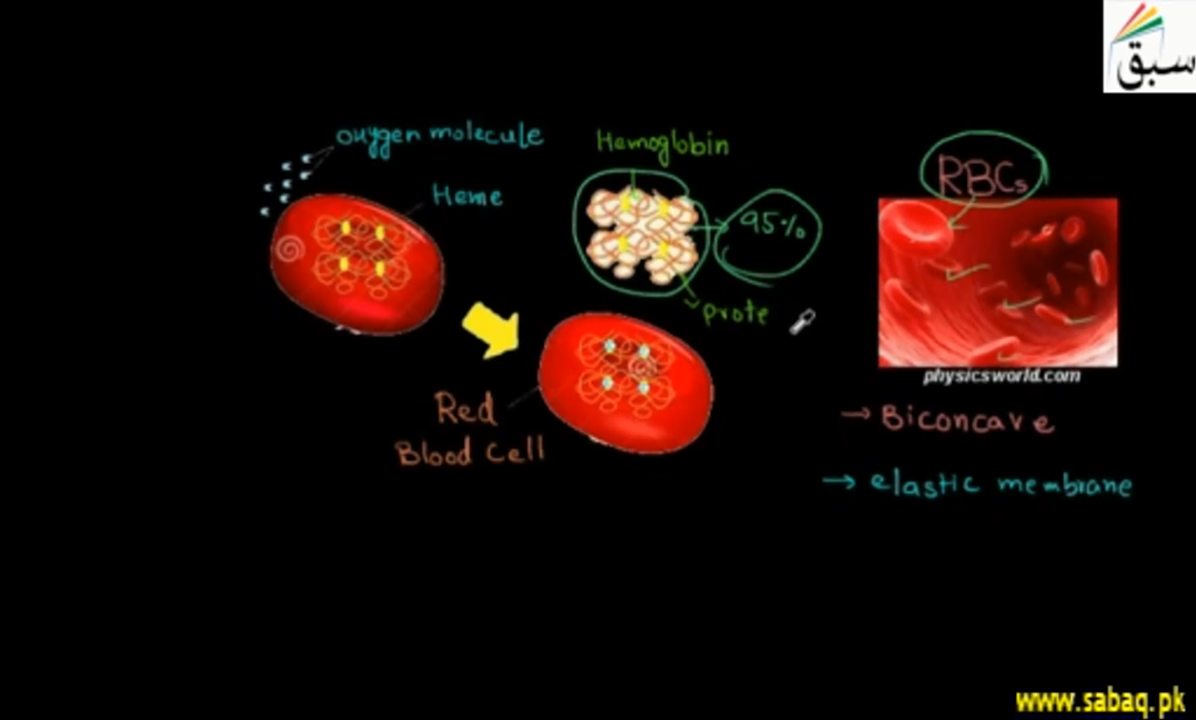 سبق
oxygen molecule
Heme
Hemoglobin
95%
prote
RBCs
physicsworld.com
Red
Blood Cell
→ Biconcave
→ elastic membrane
www.sabaq.pk